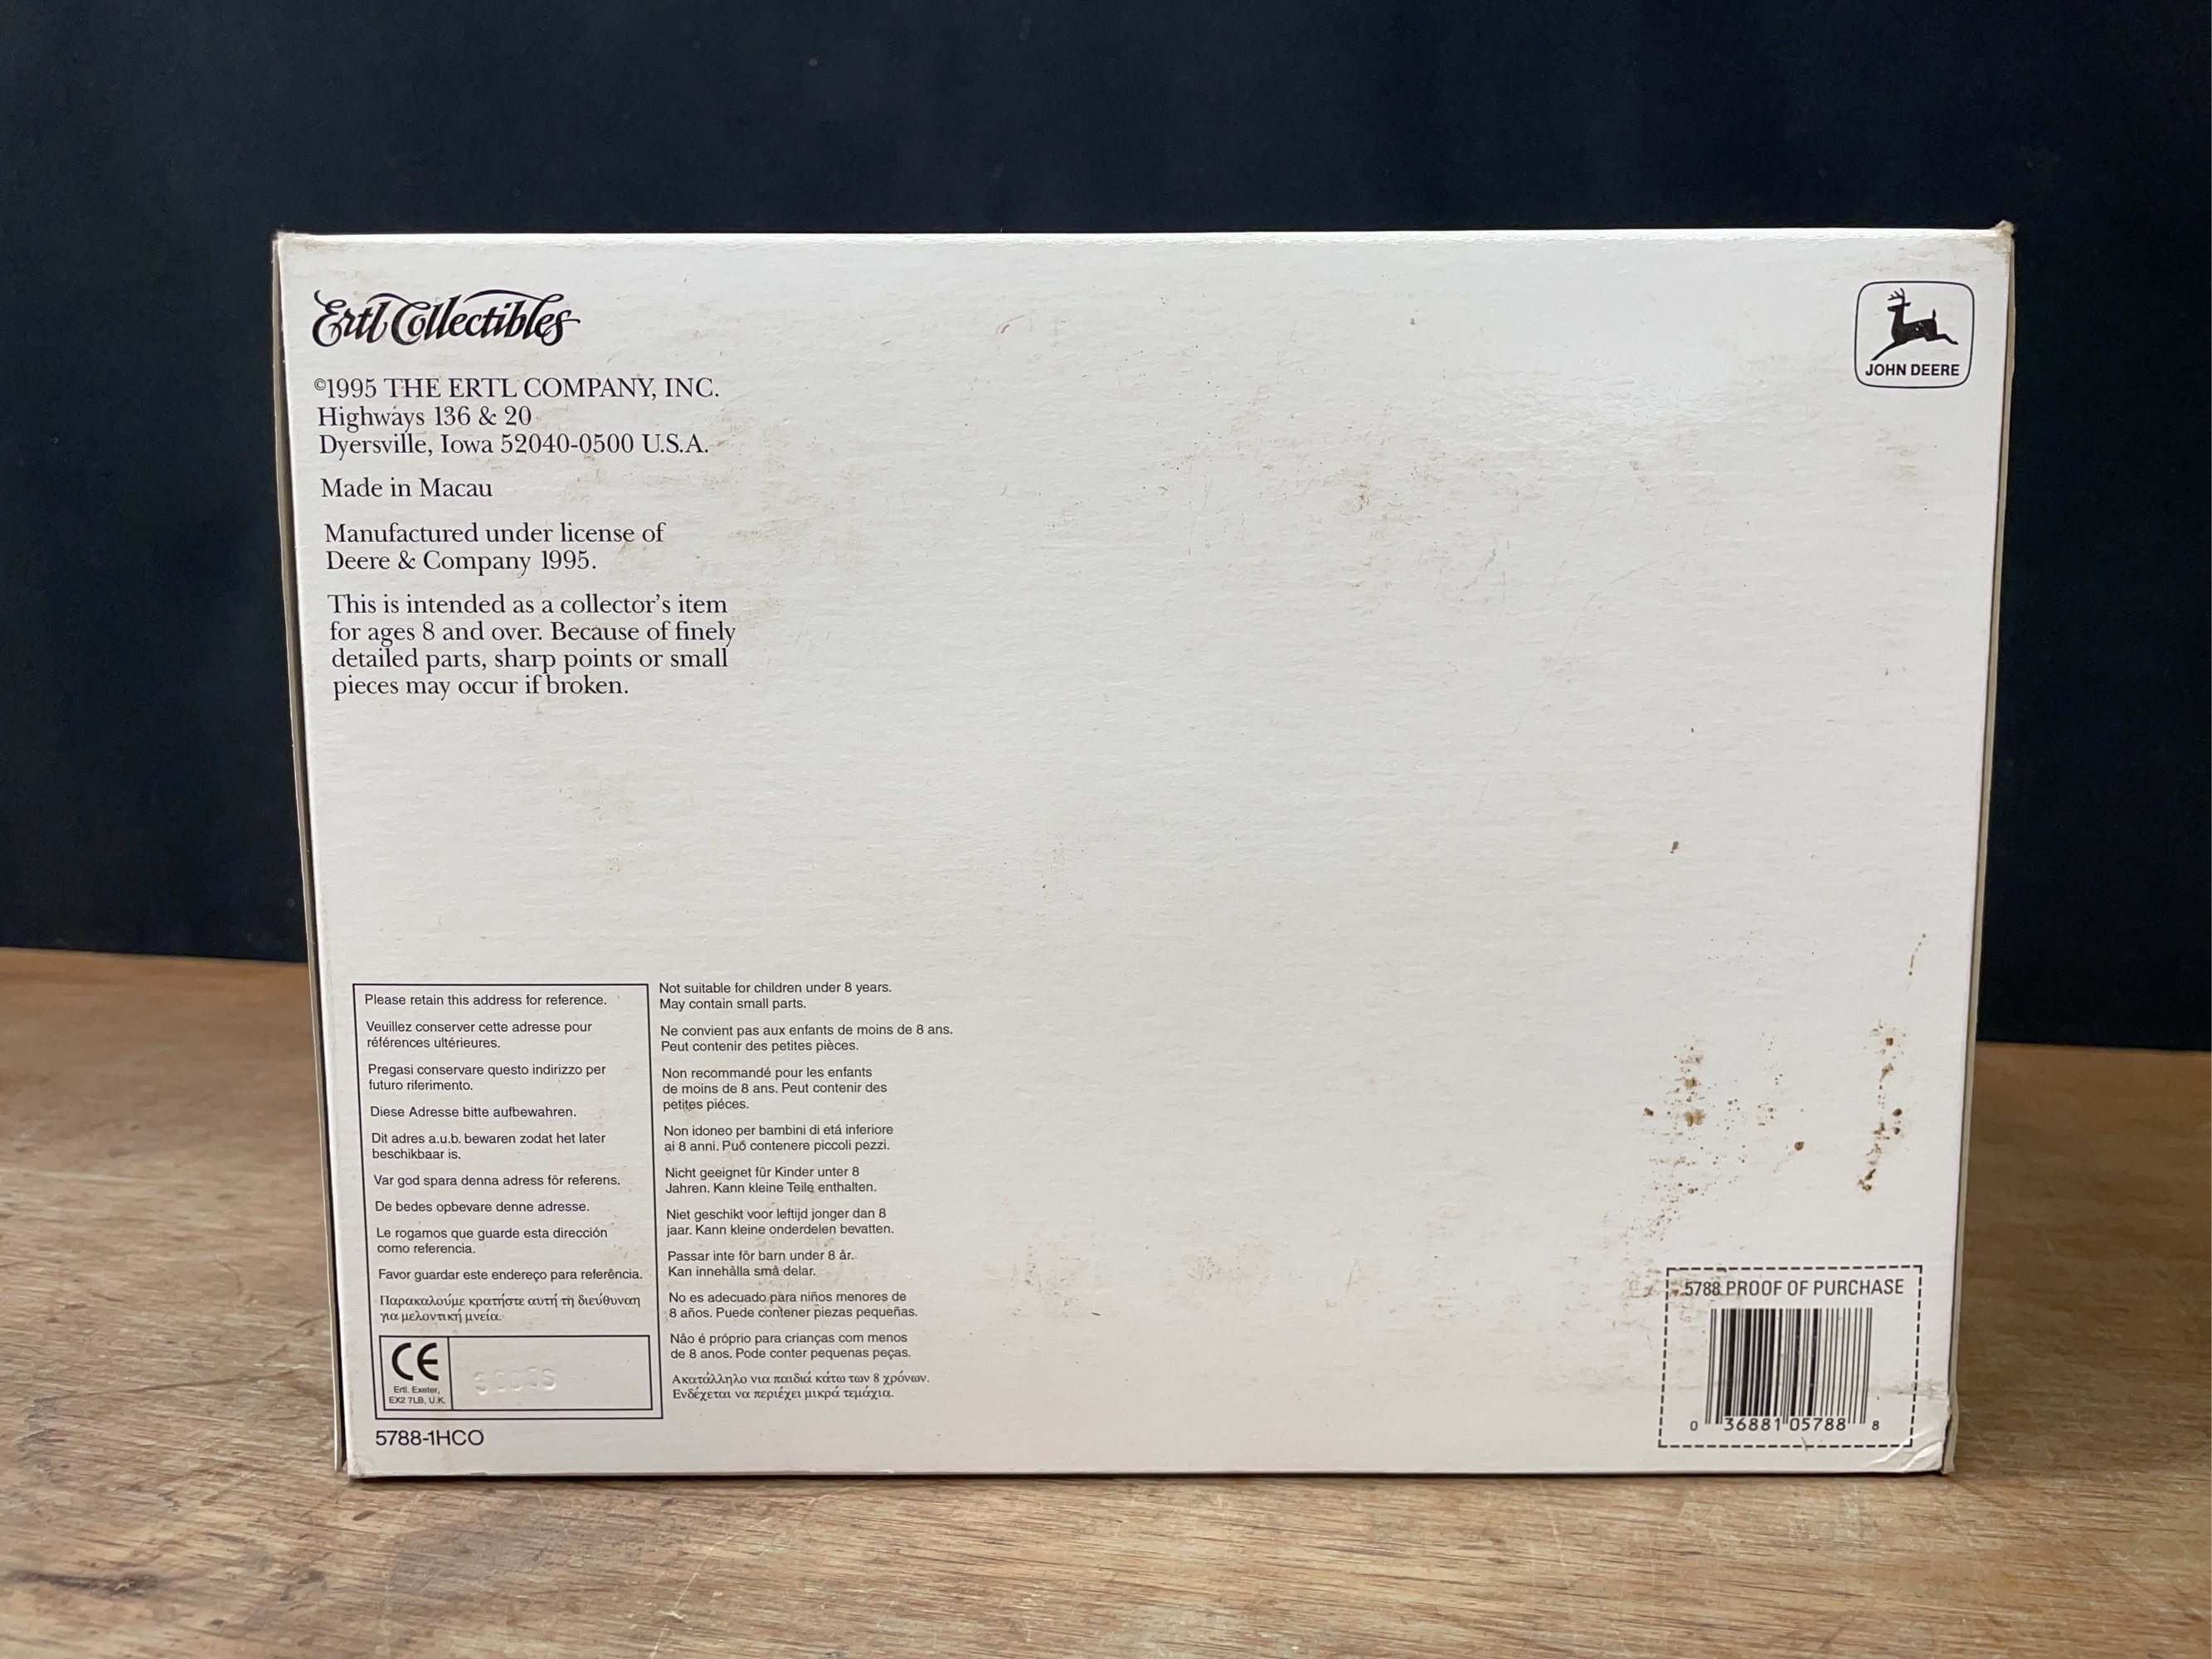 Ertl Collectibles
©1995 THE ERTL COMPANY, INC.
Highways 136 & 20
Dyersville, Iowa 52040-0500 U.S.A.
Made in Macau
Manufactured under license of
Deere & Company 1995.
This is intended as a collector's item
for ages 8 and over. Because of finely
detailed parts, sharp points or small
pieces may occur if broken.
JOHN DEERE
Please retain this address for reference.
Veuillez conserver cette adresse pour
références ultérieures.
Pregasi conservare questo indirizzo per
futuro riferimento.
Diese Adresse bitte aufbewahren.
Dit adres a.u.b. bewaren zodat het later
beschikbaar is.
Var god spara denna adress för referens.
De bedes opbevare denne adresse.
Le rogamos que guarde esta dirección
como referencia.
Favor guardar este endereço para referência.
Παρακαλούμε κρατήστε αυτή τη διεύθυναη
για μελοντική μνεία.
CE
Ertl. Exeter,
EX2 7LB, U.K.
5788-1HCO
Not suitable for children under 8 years.
May contain small parts.
Ne convient pas aux enfants de moins de 8 ans.
Peut contenir des petites pièces.
Non recommandé pour les enfants
de moins de 8 ans. Peut contenir des
petites piéces.
Non idoneo per bambini di etá inferiore
ai 8 anni. Puó contenere piccoli pezzi.
Nicht geeignet für Kinder unter 8
Jahren. Kann kleine Teile enthalten.
Niet geschikt voor leftijd jonger dan 8
jaar. Kann kleine onderdelen bevatten.
Passar inte för barn under 8 år.
Kan innehålla små delar.
No es adecuado para niños menores de
8 años. Puede contener piezas pequeñas.
Não é próprio para crianças com menos
de 8 anos. Pode conter pequenas peças.
Ακατάλληλο νια παιδιά κάτω των 8 χρόνων.
Ενδέχεται να περιέχει μικρά τεμάχια.
5788 PROOF OF PURCHASE
0 36881 05788 8